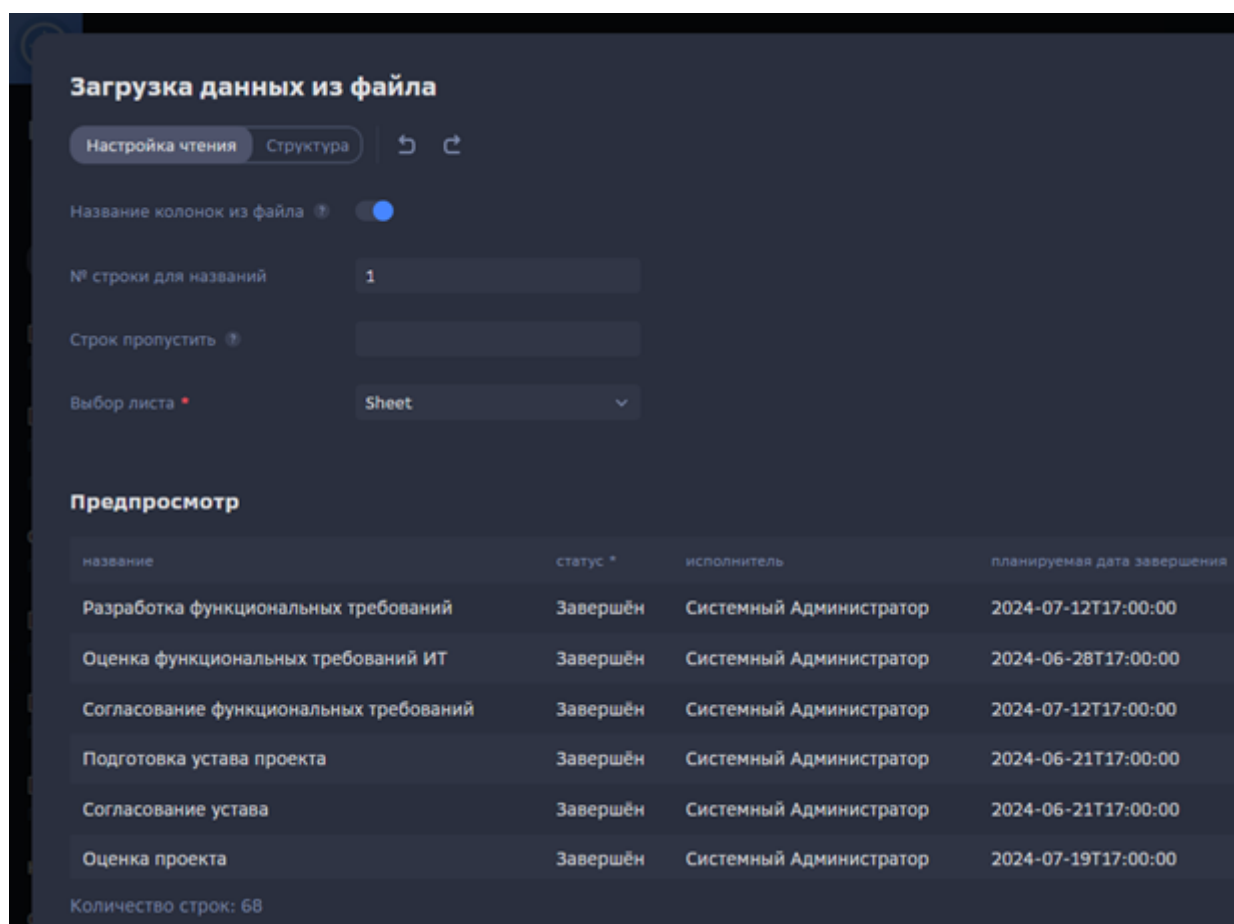 Загрузка данных из файла
Настройка чтения Структура
Название колонок из файла ?
№ строки для названий 1
Строк пропустить ?
Выбор листа * Sheet
Предпросмотр
название статус * исполнитель планируемая дата завершения
Разработка функциональных требований Завершён Системный Администратор 2024-07-12T17:00:00
Оценка функциональных требований ИТ Завершён Системный Администратор 2024-06-28T17:00:00
Согласование функциональных требований Завершён Системный Администратор 2024-07-12T17:00:00
Подготовка устава проекта Завершён Системный Администратор 2024-06-21T17:00:00
Согласование устава Завершён Системный Администратор 2024-06-21T17:00:00
Оценка проекта Завершён Системный Администратор 2024-07-19T17:00:00
Количество строк: 68